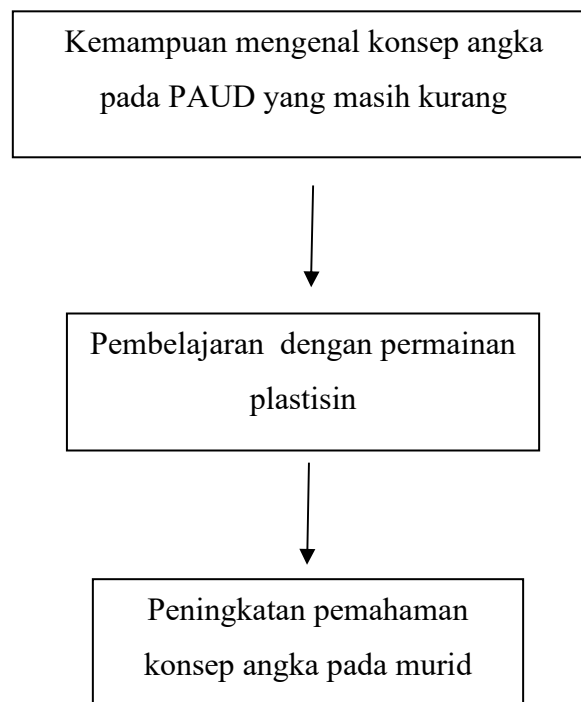 Kemampuan mengenal konsep angka
pada PAUD yang masih kurang
Pembelajaran dengan permainan
plastisin
Peningkatan pemahaman
konsep angka pada murid